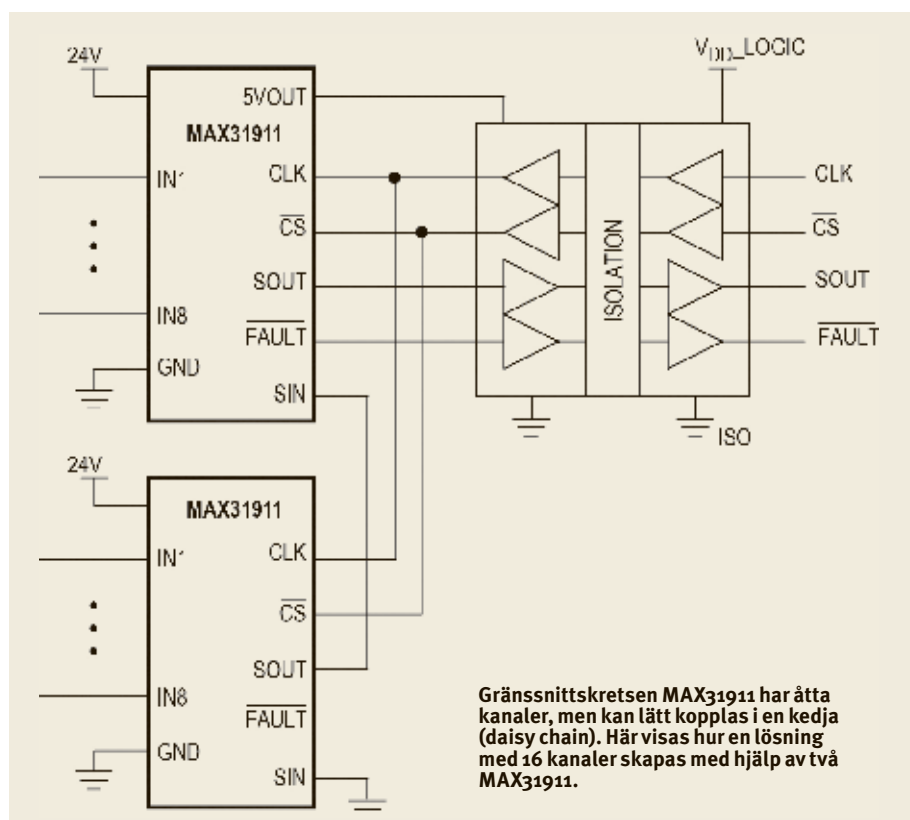 24V
V_DD_LOGIC
5VOUT
MAX31911
IN1
CLK
CLK
CS
CS
SOUT
SOUT
ISOLATION
IN8
FAULT
FAULT
GND
SIN
ISO
24V
MAX31911
IN1
CLK
CS
SOUT
IN8
FAULT
GND
SIN
Gränssnittskretsen MAX31911 har åtta
kanaler, men kan lätt kopplas i en kedja
(daisy chain). Här visas hur en lösning
med 16 kanaler skapas med hjälp av två
MAX31911.